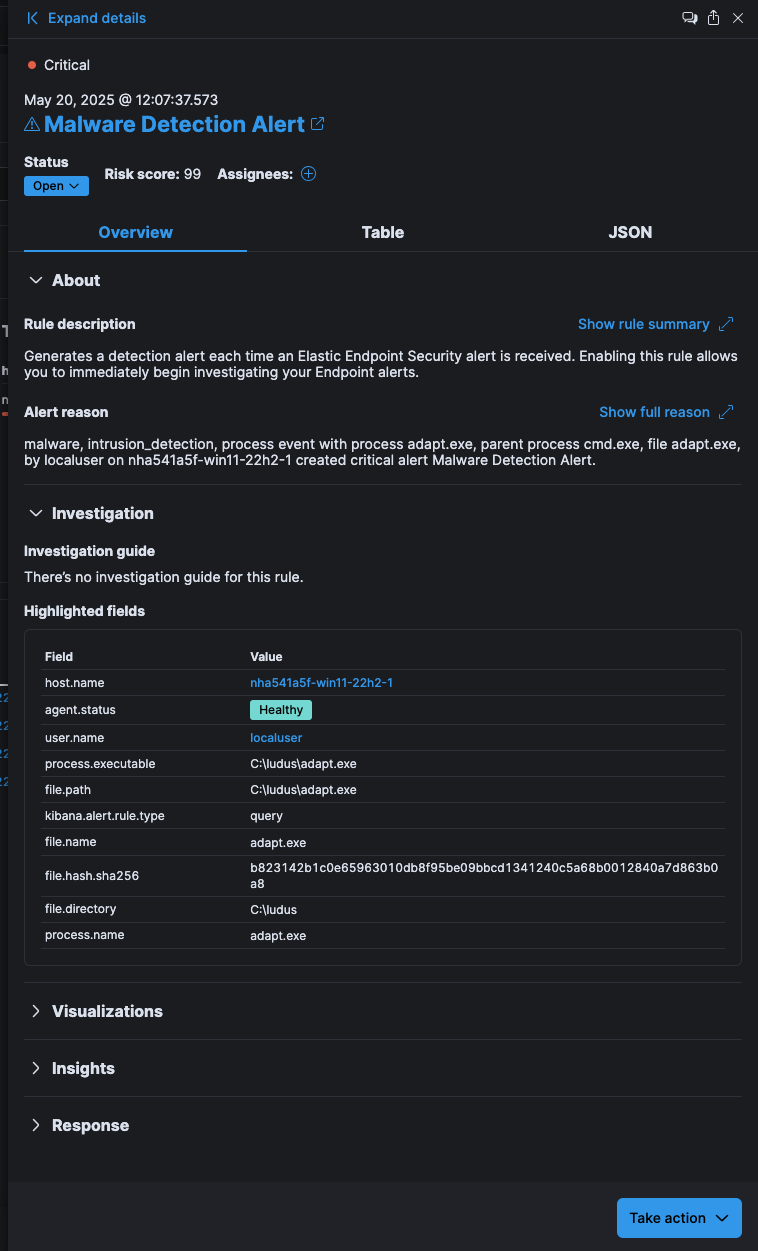 Expand details
Critical
May 20, 2025 @ 12:07:37.573
Malware Detection Alert
Status
Open
Risk score: 99 Assignees:
Overview Table JSON
About
Rule description Show rule summary
Generates a detection alert each time an Elastic Endpoint Security alert is received. Enabling this rule allows
you to immediately begin investigating your Endpoint alerts.
Alert reason Show full reason
malware, intrusion_detection, process event with process adapt.exe, parent process cmd.exe, file adapt.exe,
by localuser on nha541a5f-win11-22h2-1 created critical alert Malware Detection Alert.
Investigation
Investigation guide
There's no investigation guide for this rule.
Highlighted fields
Field Value
host.name nha541a5f-win11-22h2-1
agent.status Healthy
user.name localuser
process.executable C:\ludus\adapt.exe
file.path C:\ludus\adapt.exe
kibana.alert.rule.type query
file.name adapt.exe
file.hash.sha256 b823142b1c0e65963010db8f95be09bbcd1341240c5a68b0012840a7d863b0
a8
file.directory C:\ludus
process.name adapt.exe
Visualizations
Insights
Response
Take action